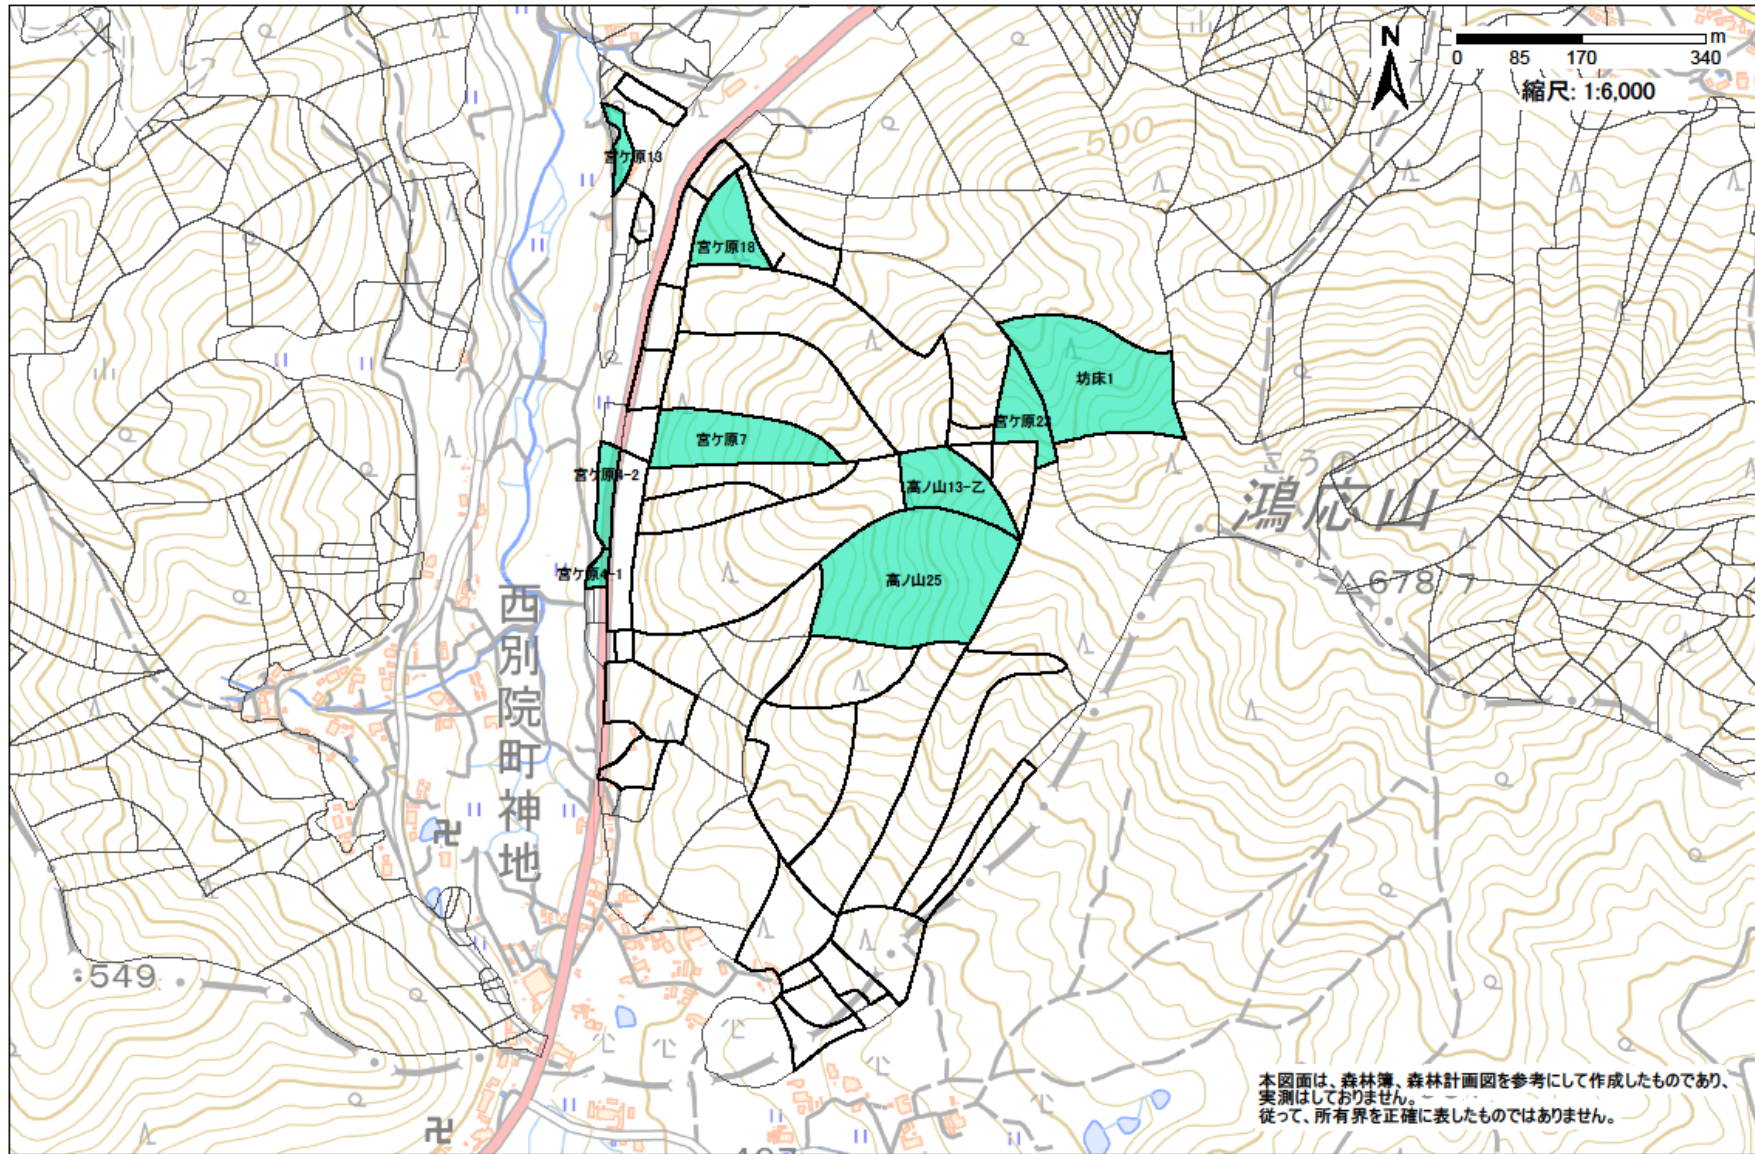 N
m
0 85 170 340
縮尺: 1:6,000
500
宮ケ原13
宮ケ原18
坊床1
宮ケ原23
宮ケ原7
宮ケ原4-2
高ノ山13-乙
こうの
鴻応山
宮ケ原4-1
高ノ山25
678.7
西別院町神地
549
本図面は、森林簿、森林計画図を参考にして作成したものであり、
実測はしておりません。
従って、所有界を正確に表したものではありません。